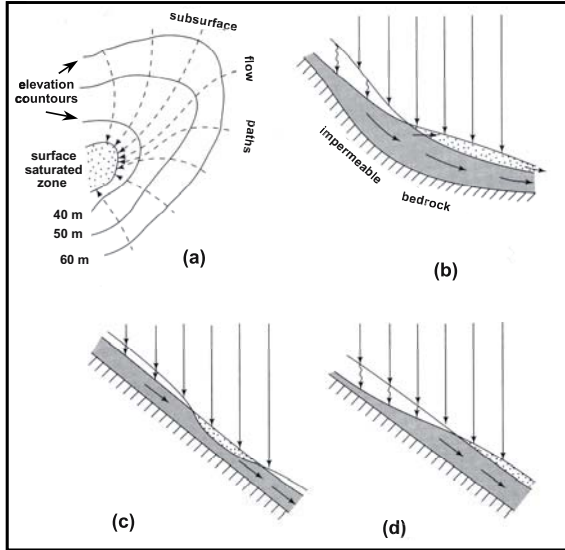 subsurface
flow
paths
elevation
countours
surface
saturated
zone
40 m
50 m
60 m
(a)
impermeable
bedrock
(b)
(c)
(d)